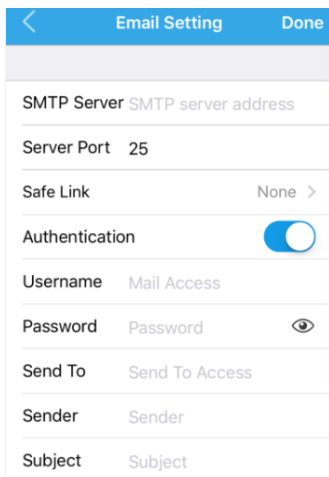 Email Setting Done
SMTP Server SMTP server address
Server Port 25
Safe Link None
Authentication
Username Mail Access
Password Password
Send To Send To Access
Sender Sender
Subject Subject